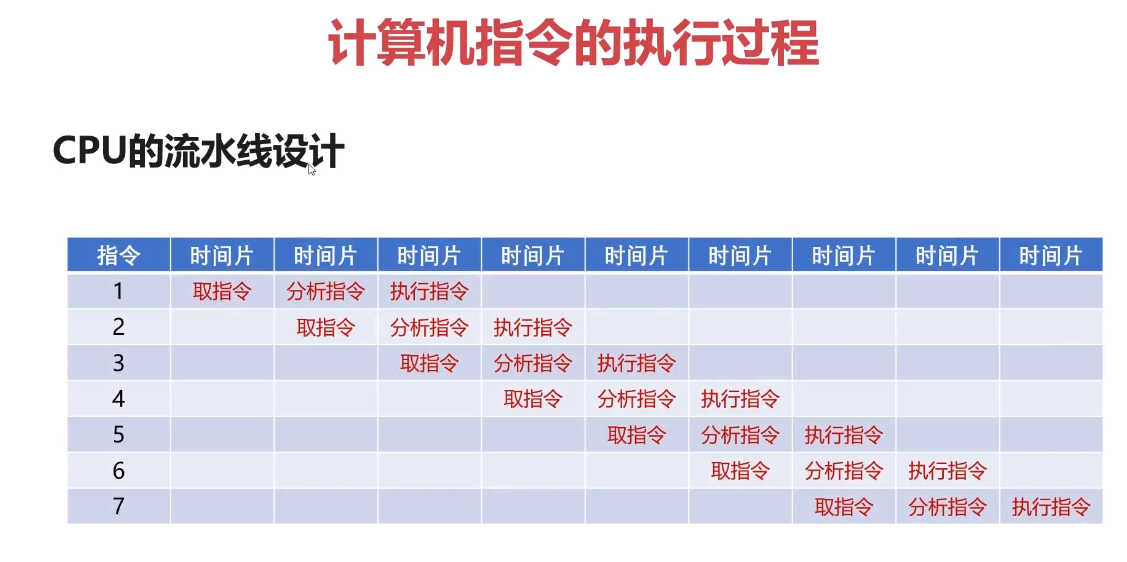 计算机指令的执行过程
CPU的流水线设计
指令 时间片 时间片 时间片 时间片 时间片 时间片 时间片 时间片 时间片
1 取指令 分析指令 执行指令
2 取指令 分析指令 执行指令
3 取指令 分析指令 执行指令
4 取指令 分析指令 执行指令
5 取指令 分析指令 执行指令
6 取指令 分析指令 执行指令
7 取指令 分析指令 执行指令